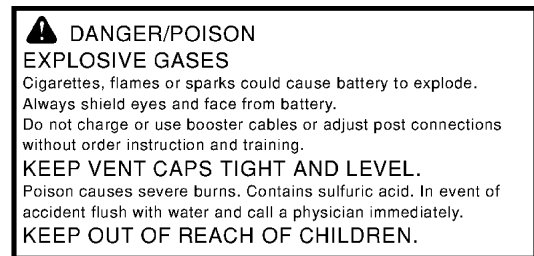 DANGER/POISON
EXPLOSIVE GASES
Cigarettes, flames or sparks could cause battery to explode.
Always shield eyes and face from battery.
Do not charge or use booster cables or adjust post connections
without order instruction and training.
KEEP VENT CAPS TIGHT AND LEVEL.
Poison causes severe burns. Contains sulfuric acid. In event of
accident flush with water and call a physician immediately.
KEEP OUT OF REACH OF CHILDREN.